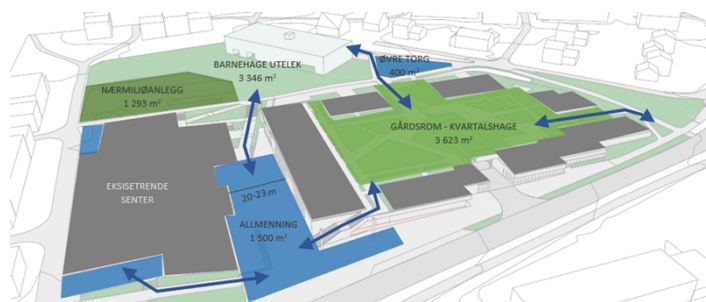 BARNEHAGE UTELEK
3 346 m²
ØVRE TORG
400 m²
NÆRMILJØANLEGG
1 293 m²
GÅRDSROM - KVARTALSHAGE
3 623 m²
EKSISETRENDE
SENTER
20-23 m
ALLMENNING
1 500 m²